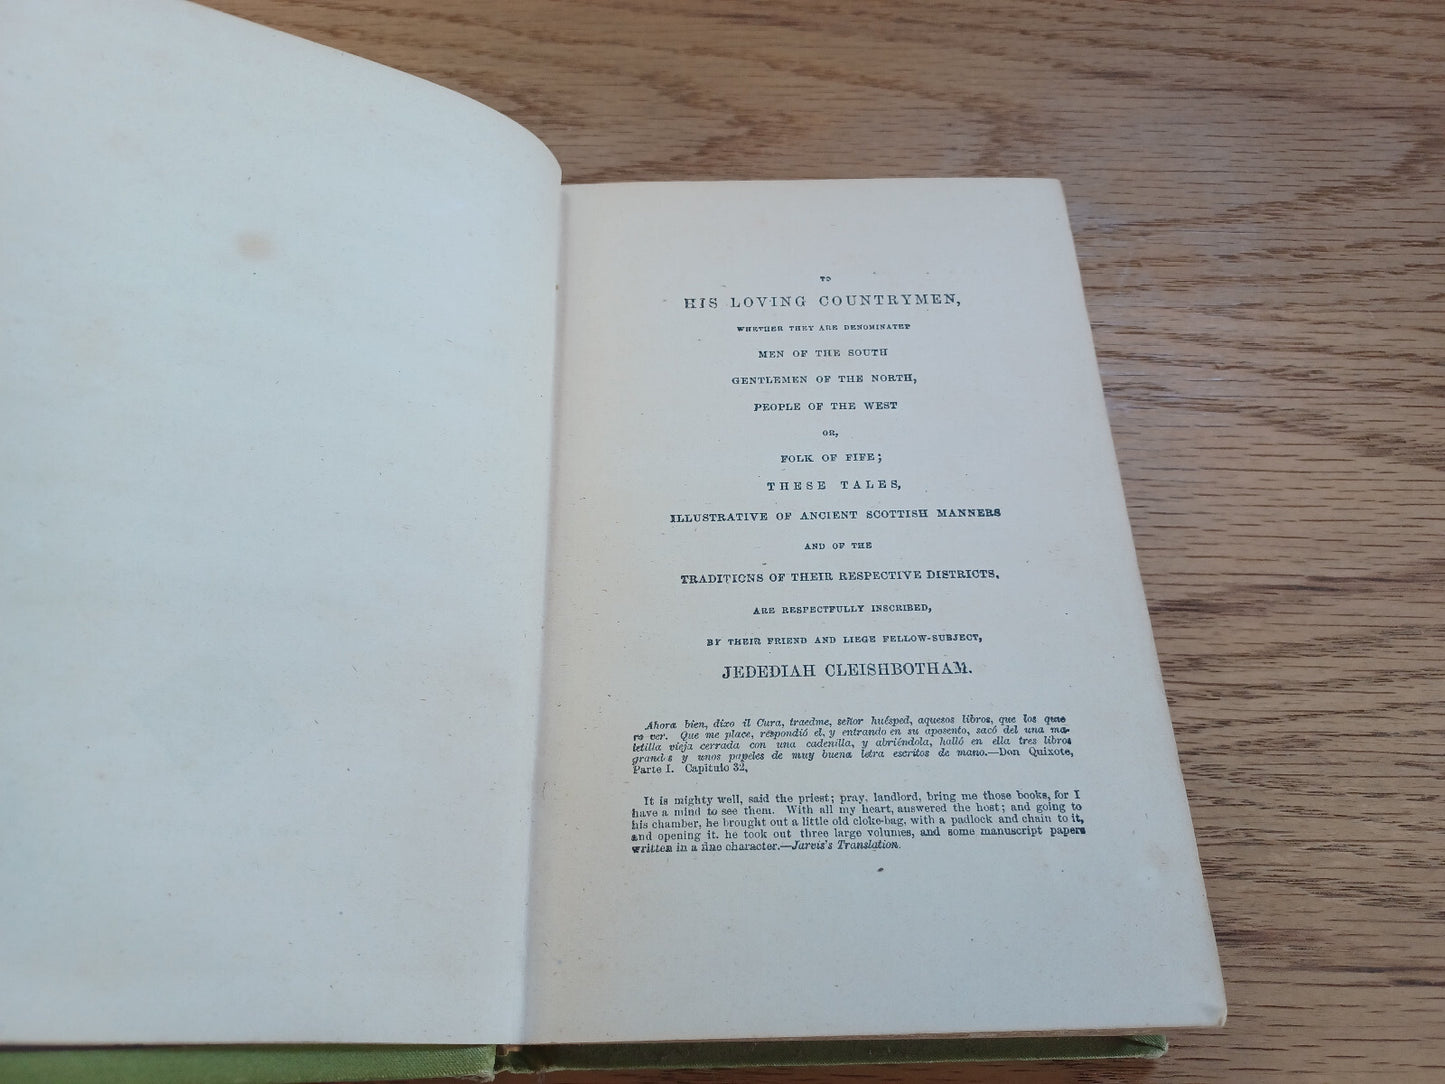 TO
HIS LOVING COUNTRYMEN,
WHETHER THEY ARE DENOMINATED
MEN OF THE SOUTH
GENTLEMEN OF THE NORTH,
PEOPLE OF THE WEST
OR,
FOLK OF FIFE;
THESE TALES,
ILLUSTRATIVE OF ANCIENT SCOTTISH MANNERS
AND OF THE
TRADITIONS OF THEIR RESPECTIVE DISTRICTS,
ARE RESPECTFULLY INSCRIBED,
BY THEIR FRIEND AND LIEGE FELLOW-SUBJECT,
JEDEDIAH CLEISHBOTHAM.
Ahora bien, dixo il Cura, traedme, señor huésped, aquesos libros, que los quie
ro ver. Que me place, respondió el, y entrando en su aposento, sacó del una ma-
letilla vieja cerrada con una cadenilla, y abriéndola, halló en ella tres libros
grandes y unos papeles de muy buena letra escritos de mano.—Don Quixote,
Parte I. Capitulo 32,
It is mighty well, said the priest; pray, landlord, bring me those books, for I
have a mind to see them. With all my heart, answered the host; and going to
his chamber, he brought out a little old cloke-bag, with a padlock and chain to it,
and opening it, he took out three large volumes, and some manuscript papers
written in a fine character.—Jarvis's Translation.